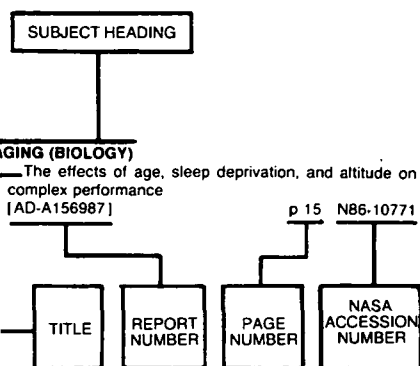 SUBJECT HEADING
AGING (BIOLOGY)
The effects of age, sleep deprivation, and altitude on
complex performance
[AD-A156987] p 15 N86-10771
TITLE
REPORT NUMBER
PAGE NUMBER
NASA ACCESSION NUMBER